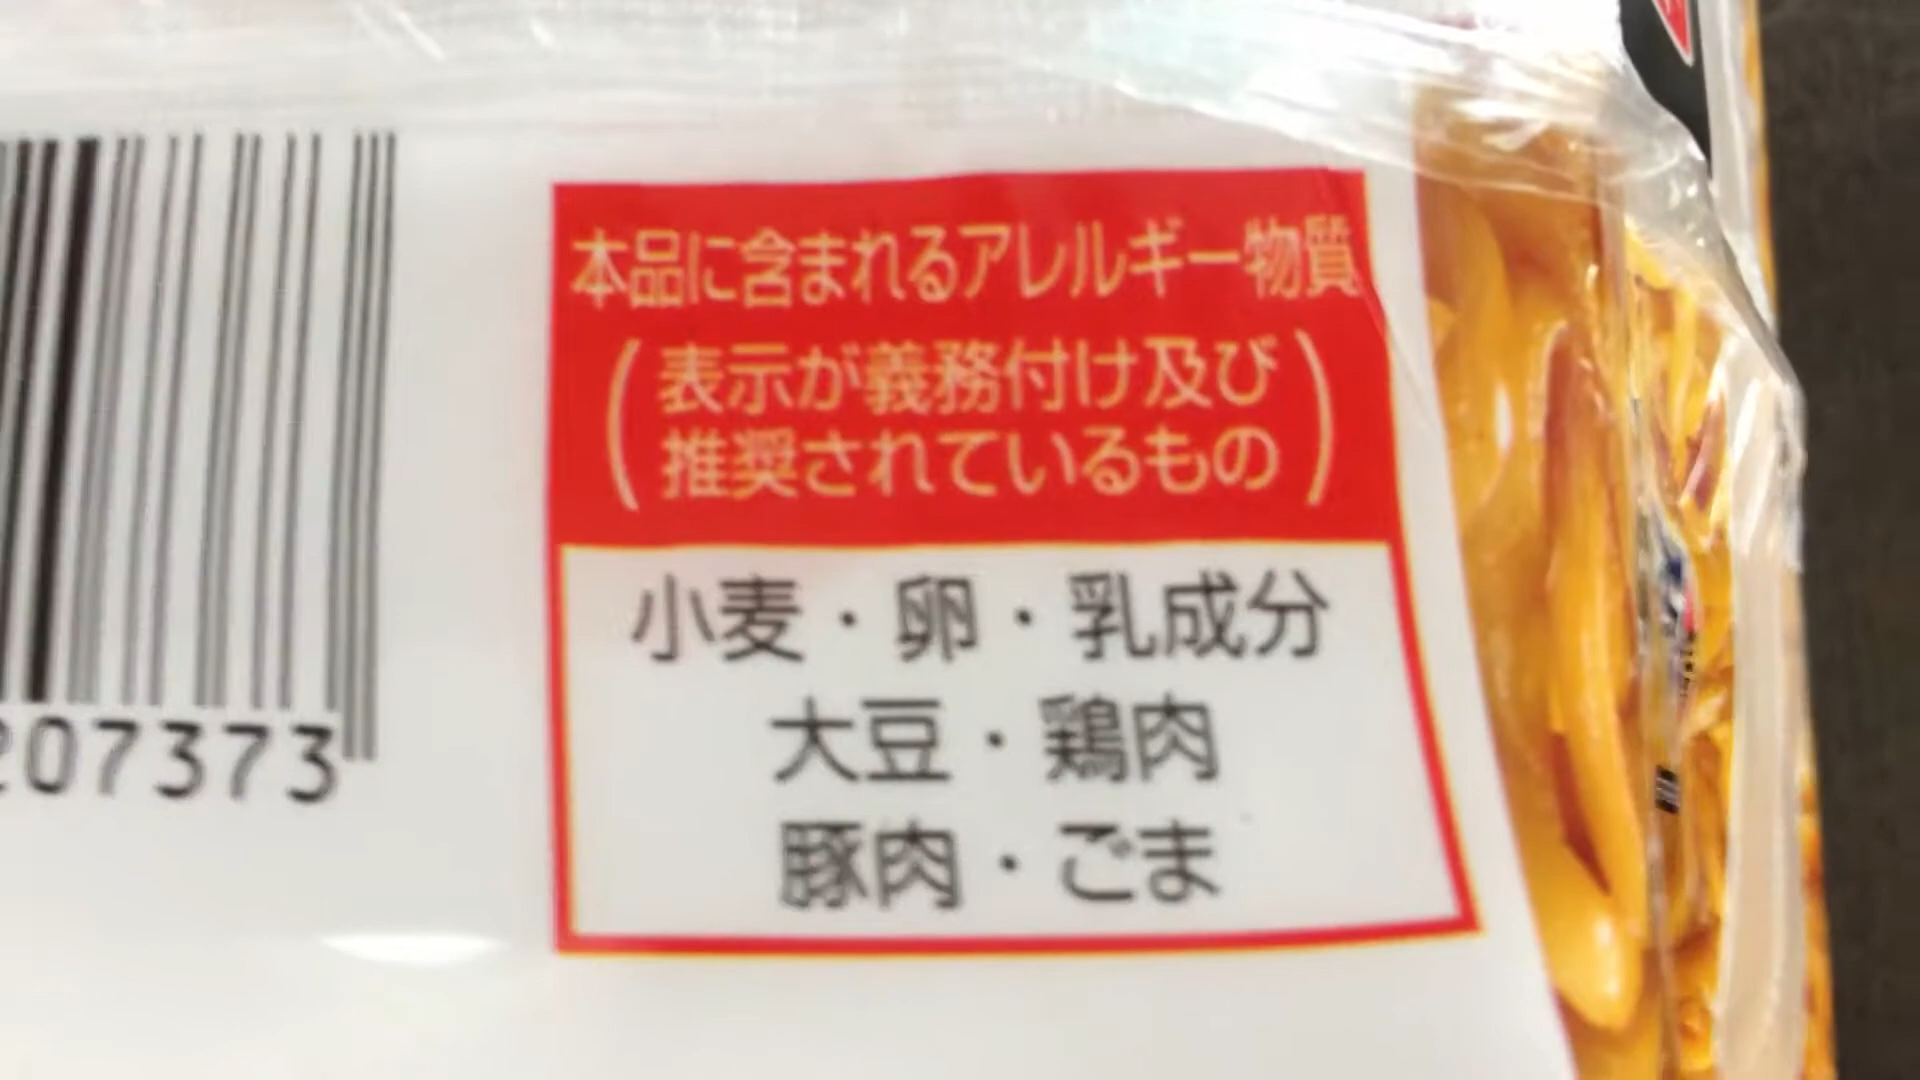 本品に含まれるアレルギー物質
(表示が義務付け及び
推奨されているもの)
小麦・卵・乳成分
大豆・鶏肉
豚肉・ごま
207373